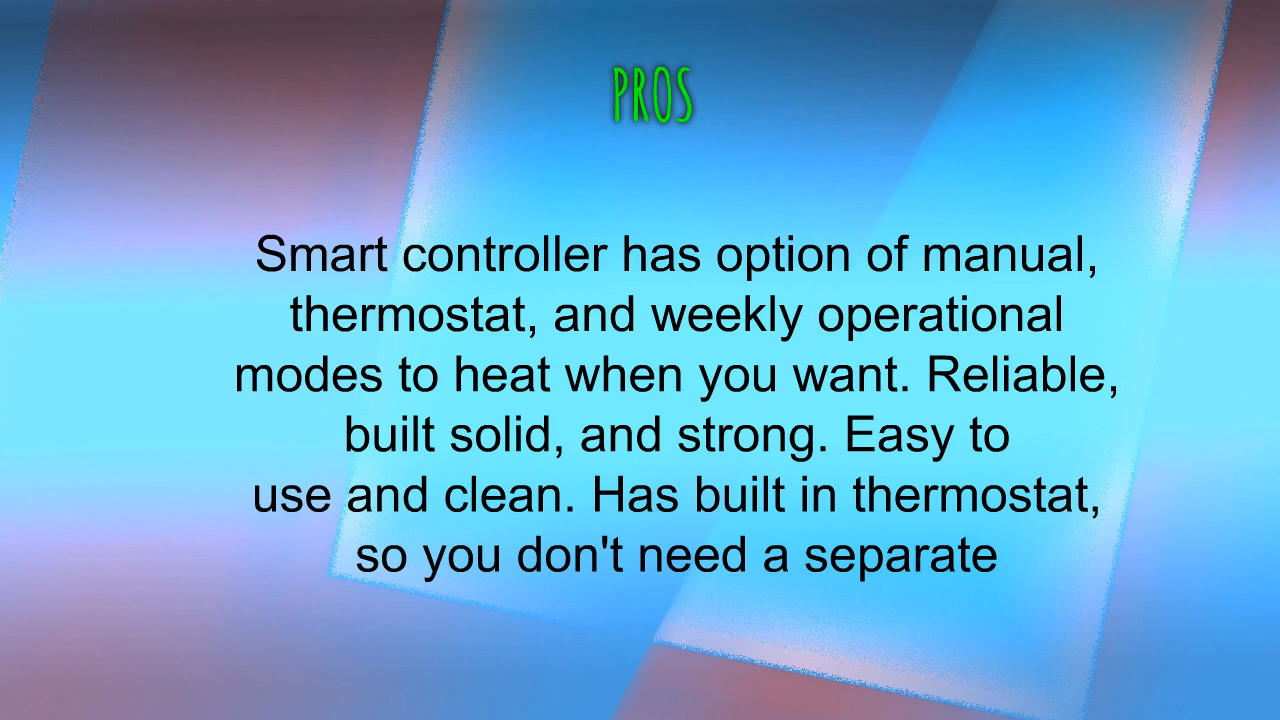 PROS
Smart controller has option of manual,
thermostat, and weekly operational
modes to heat when you want. Reliable,
built solid, and strong. Easy to
use and clean. Has built in thermostat,
so you don't need a separate